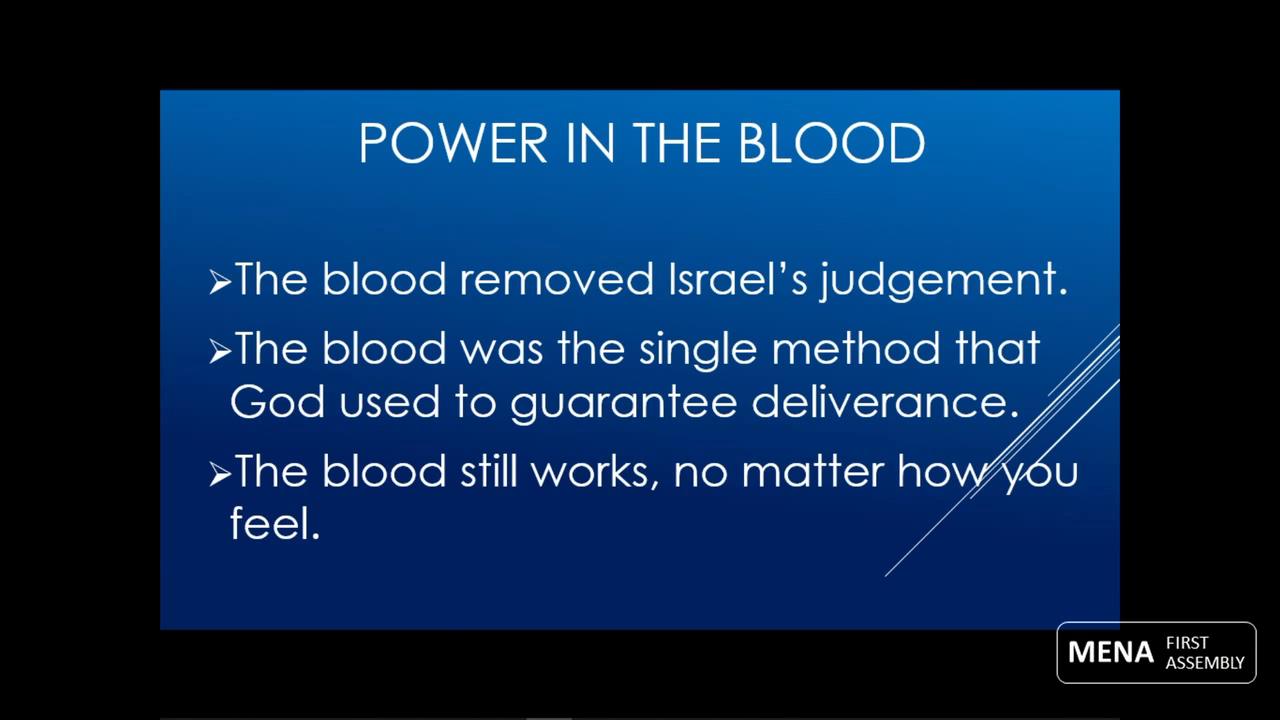 POWER IN THE BLOOD
➢The blood removed Israel's judgement.
➢The blood was the single method that
God used to guarantee deliverance.
➢The blood still works, no matter how you
feel.
MENA FIRST
ASSEMBLY